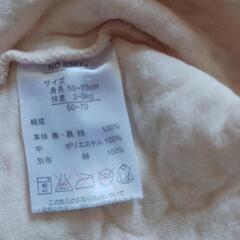 サイズ
身長 50~70cm
体重 3~9kg
50-70
組成
本体 表・裏 綿 100%
中 ポリエステル 100%
別布 綿 100%